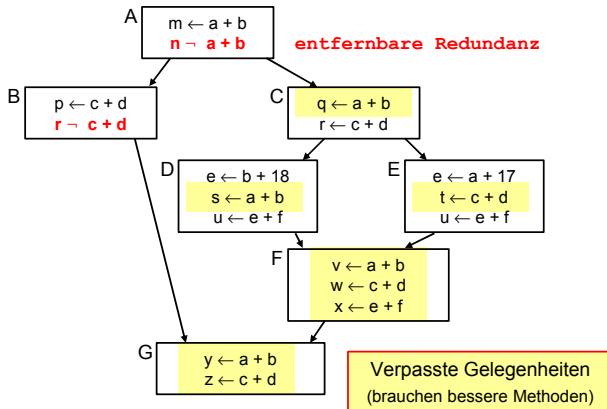 A
m ← a + b
n ¬ a + b
entfernbare Redundanz
B
p ← c + d
r ¬ c + d
C
q ← a + b
r ← c + d
D
e ← b + 18
s ← a + b
u ← e + f
E
e ← a + 17
t ← c + d
u ← e + f
F
v ← a + b
w ← c + d
x ← e + f
G
y ← a + b
z ← c + d
Verpasste Gelegenheiten
(brauchen bessere Methoden)